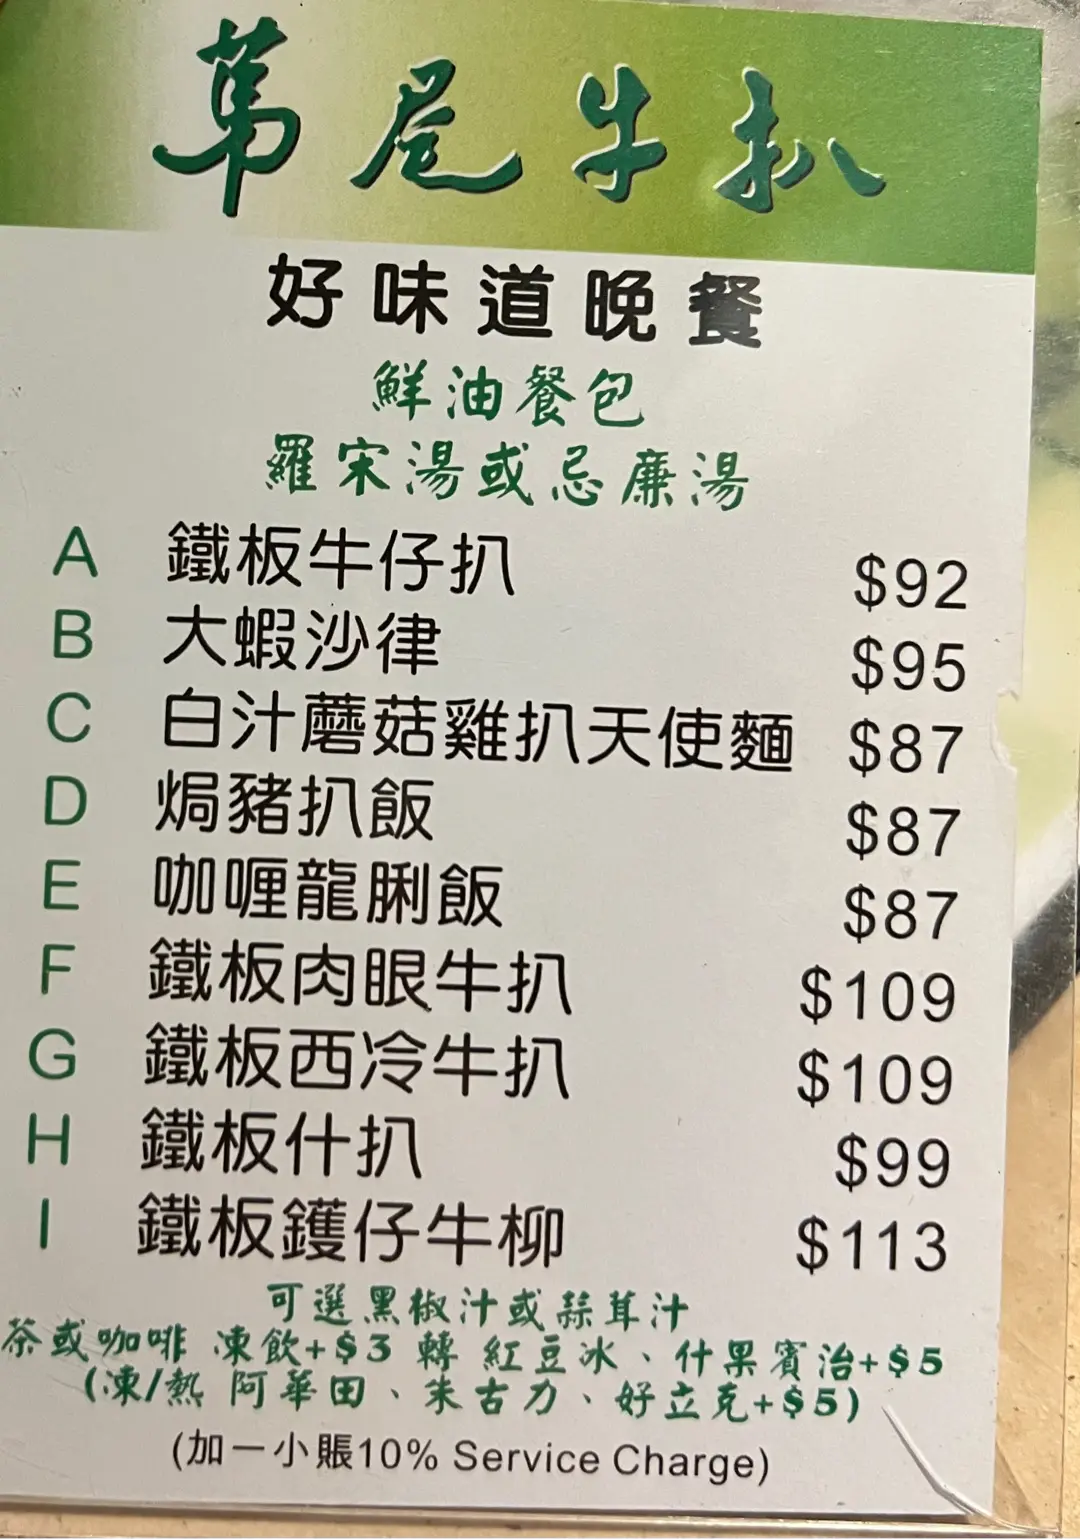 牛扒
好味道晚餐
鮮油餐包
羅宋湯或忌廉湯
A 鐵板牛仔扒 $92
B 大蝦沙律 $95
C 白汁蘑菇雞扒天使麵 $87
D 焗豬扒飯 $87
E 咖喱龍脷飯 $87
F 鐵板肉眼牛扒 $109
G 鐵板西冷牛扒 $109
H 鐵板什扒 $99
I 鐵板鑊仔牛柳 $113
可選黑椒汁或蒜茸汁
茶或咖啡 凍飲+$3 轉 紅豆冰、什果賓治+$5
(凍/熱 阿華田、朱古力、好立克+$5)
(加一小賬10% Service Charge)